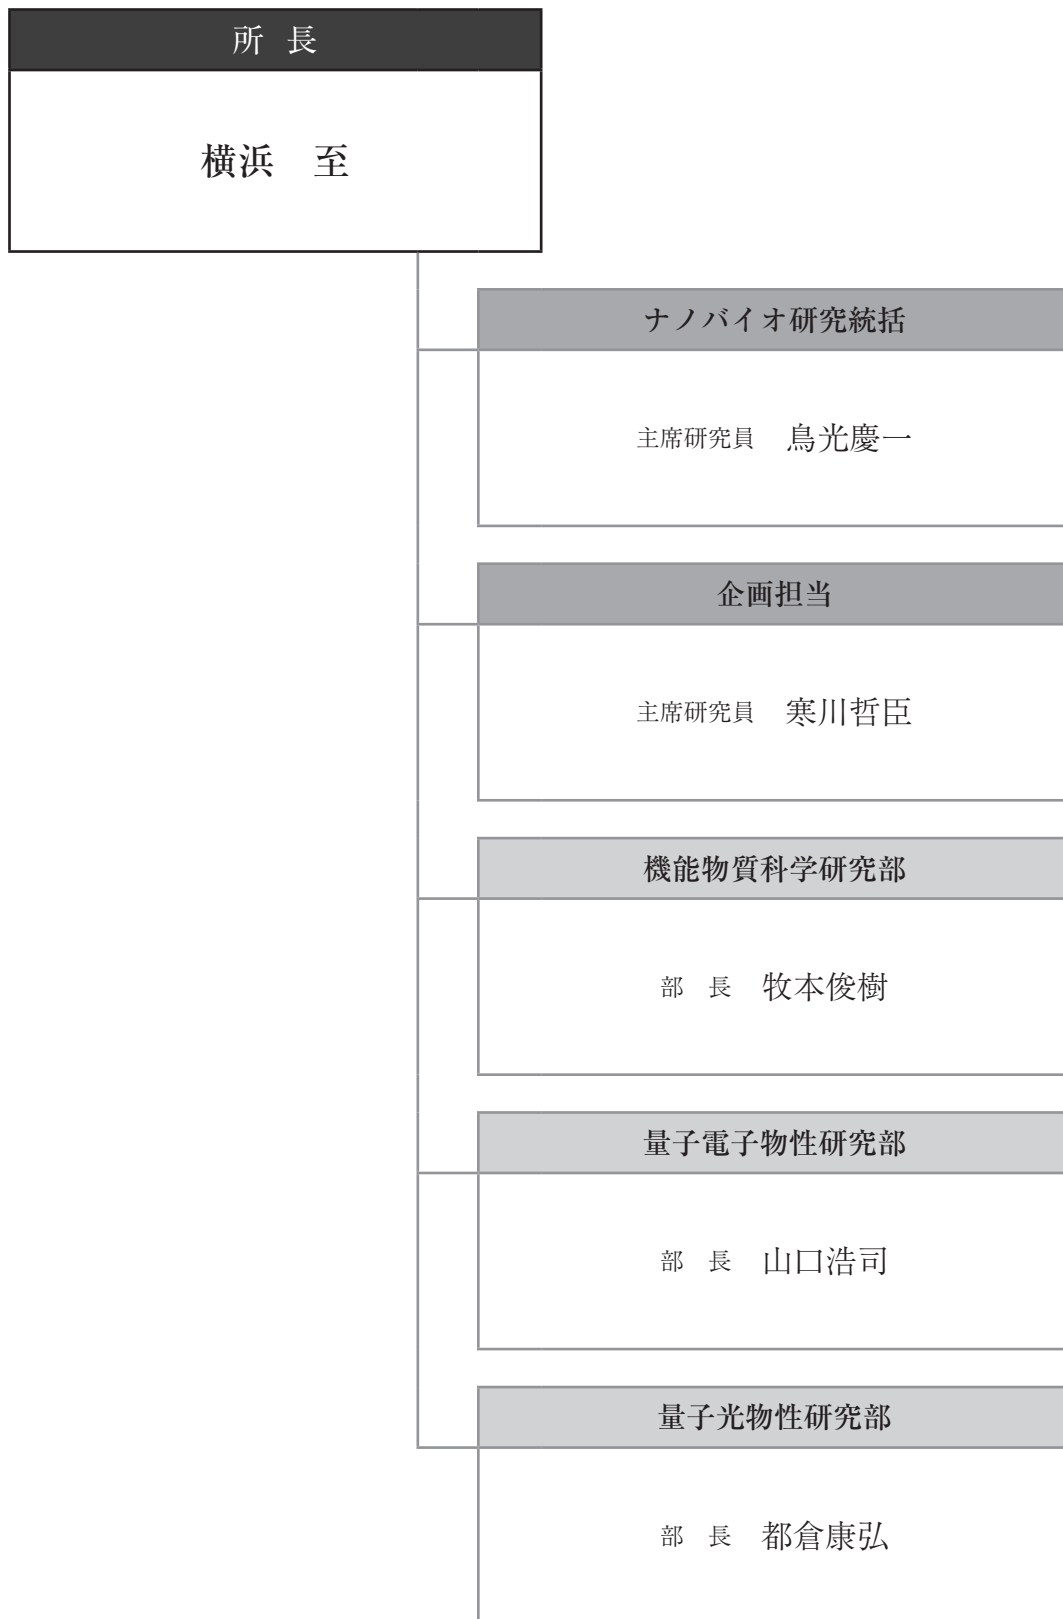 所 長
横浜 至
ナノバイオ研究統括
主席研究員 鳥光慶一
企画担当
主席研究員 寒川哲臣
機能物質科学研究部
部 長 牧本俊樹
量子電子物性研究部
部 長 山口浩司
量子光物性研究部
部 長 都倉康弘